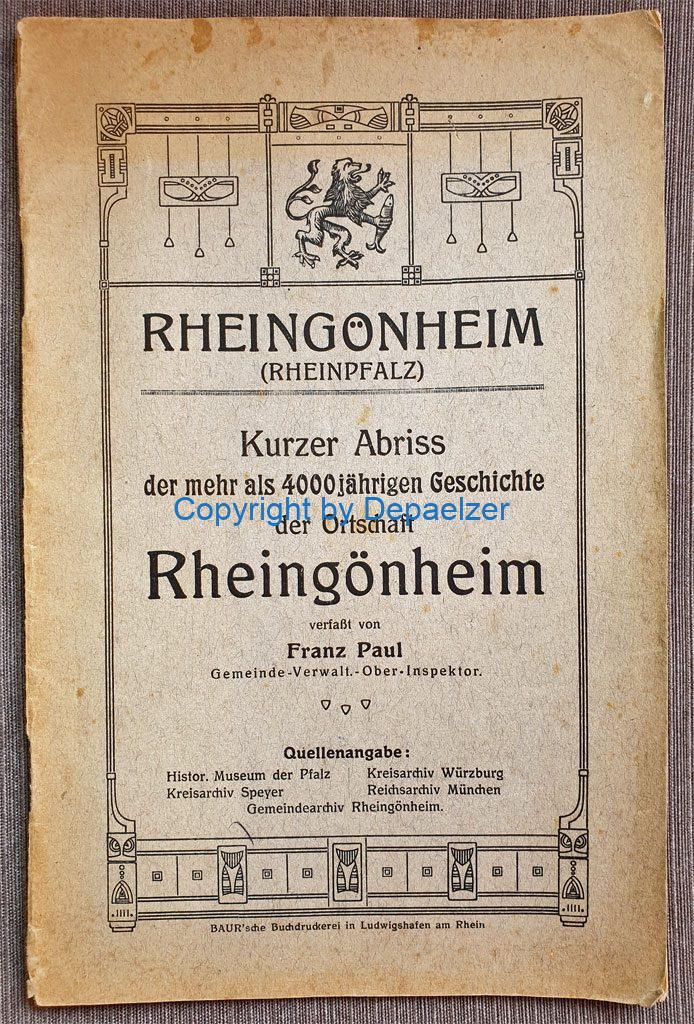 RHEINGÖNHEIM
(RHEINPFALZ)
Kurzer Abriss
der mehr als 4000jährigen Geschichte
Copyright by Depaelzer
der Ortschaft
Rheingönheim
verfaßt von
Franz Paul
Gemeinde-Verwalt.-Ober-Inspektor.
Quellenangabe:
Histor. Museum der Pfalz Kreisarchiv Würzburg
Kreisarchiv Speyer Reichsarchiv München
Gemeindearchiv Rheingönheim.
BAUR'sche Buchdruckerei in Ludwigshafen am Rhein